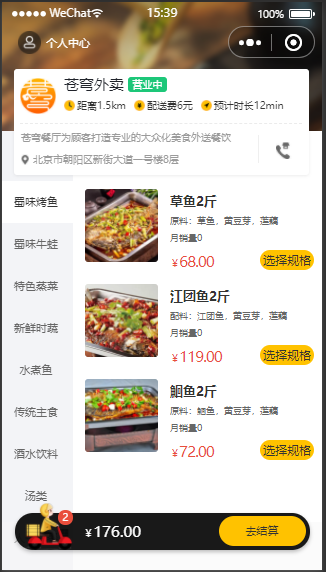 WeChat
15:39
100%
个人中心
苍穹外卖 营业中
距离1.5km 配送费6元 预计时长12min
苍穹餐厅为顾客打造专业的大众化美食外送餐饮
北京市朝阳区新街大道一号楼8层
蜀味烤鱼
蜀味牛蛙
特色蒸菜
新鲜时蔬
水煮鱼
传统主食
酒水饮料
汤类
草鱼2斤
原料：草鱼，黄豆芽，莲藕
月销量0
¥68.00
选择规格
江团鱼2斤
配料：江团鱼，黄豆芽，莲藕
月销量0
¥119.00
选择规格
鮰鱼2斤
原料：鮰鱼，黄豆芽，莲藕
月销量0
¥72.00
选择规格
2
¥176.00
去结算